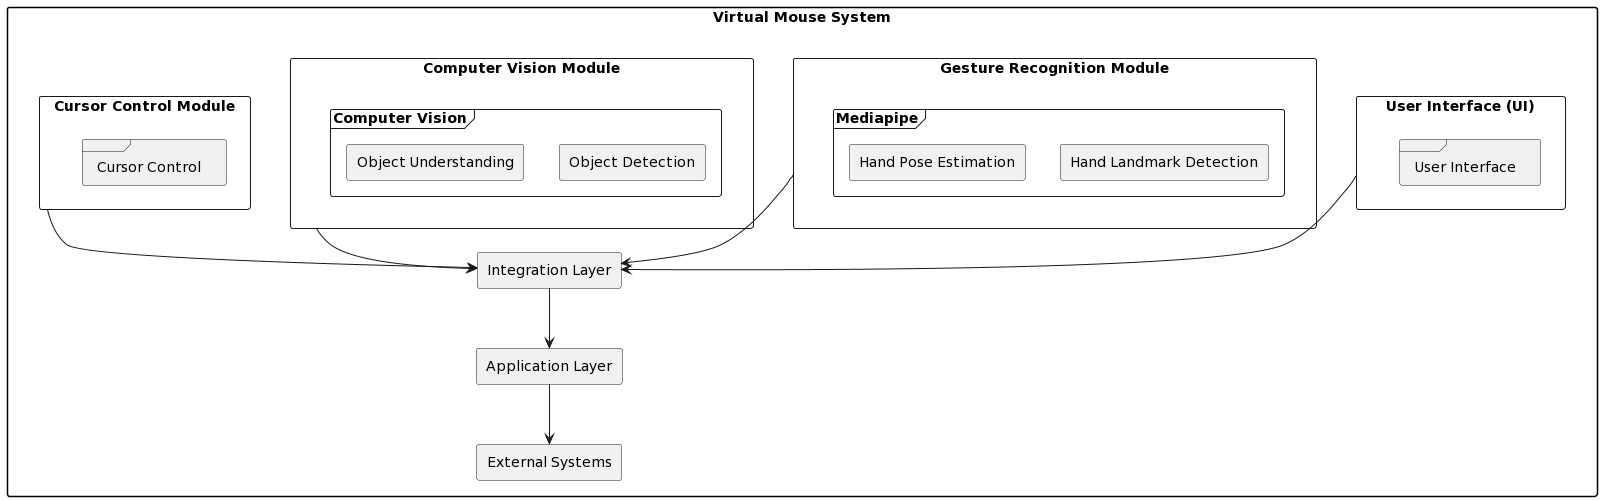 Virtual Mouse System
Cursor Control Module
Cursor Control
Computer Vision Module
Computer Vision
Object Understanding
Object Detection
Gesture Recognition Module
Mediapipe
Hand Pose Estimation
Hand Landmark Detection
User Interface (UI)
User Interface
Integration Layer
Application Layer
External Systems